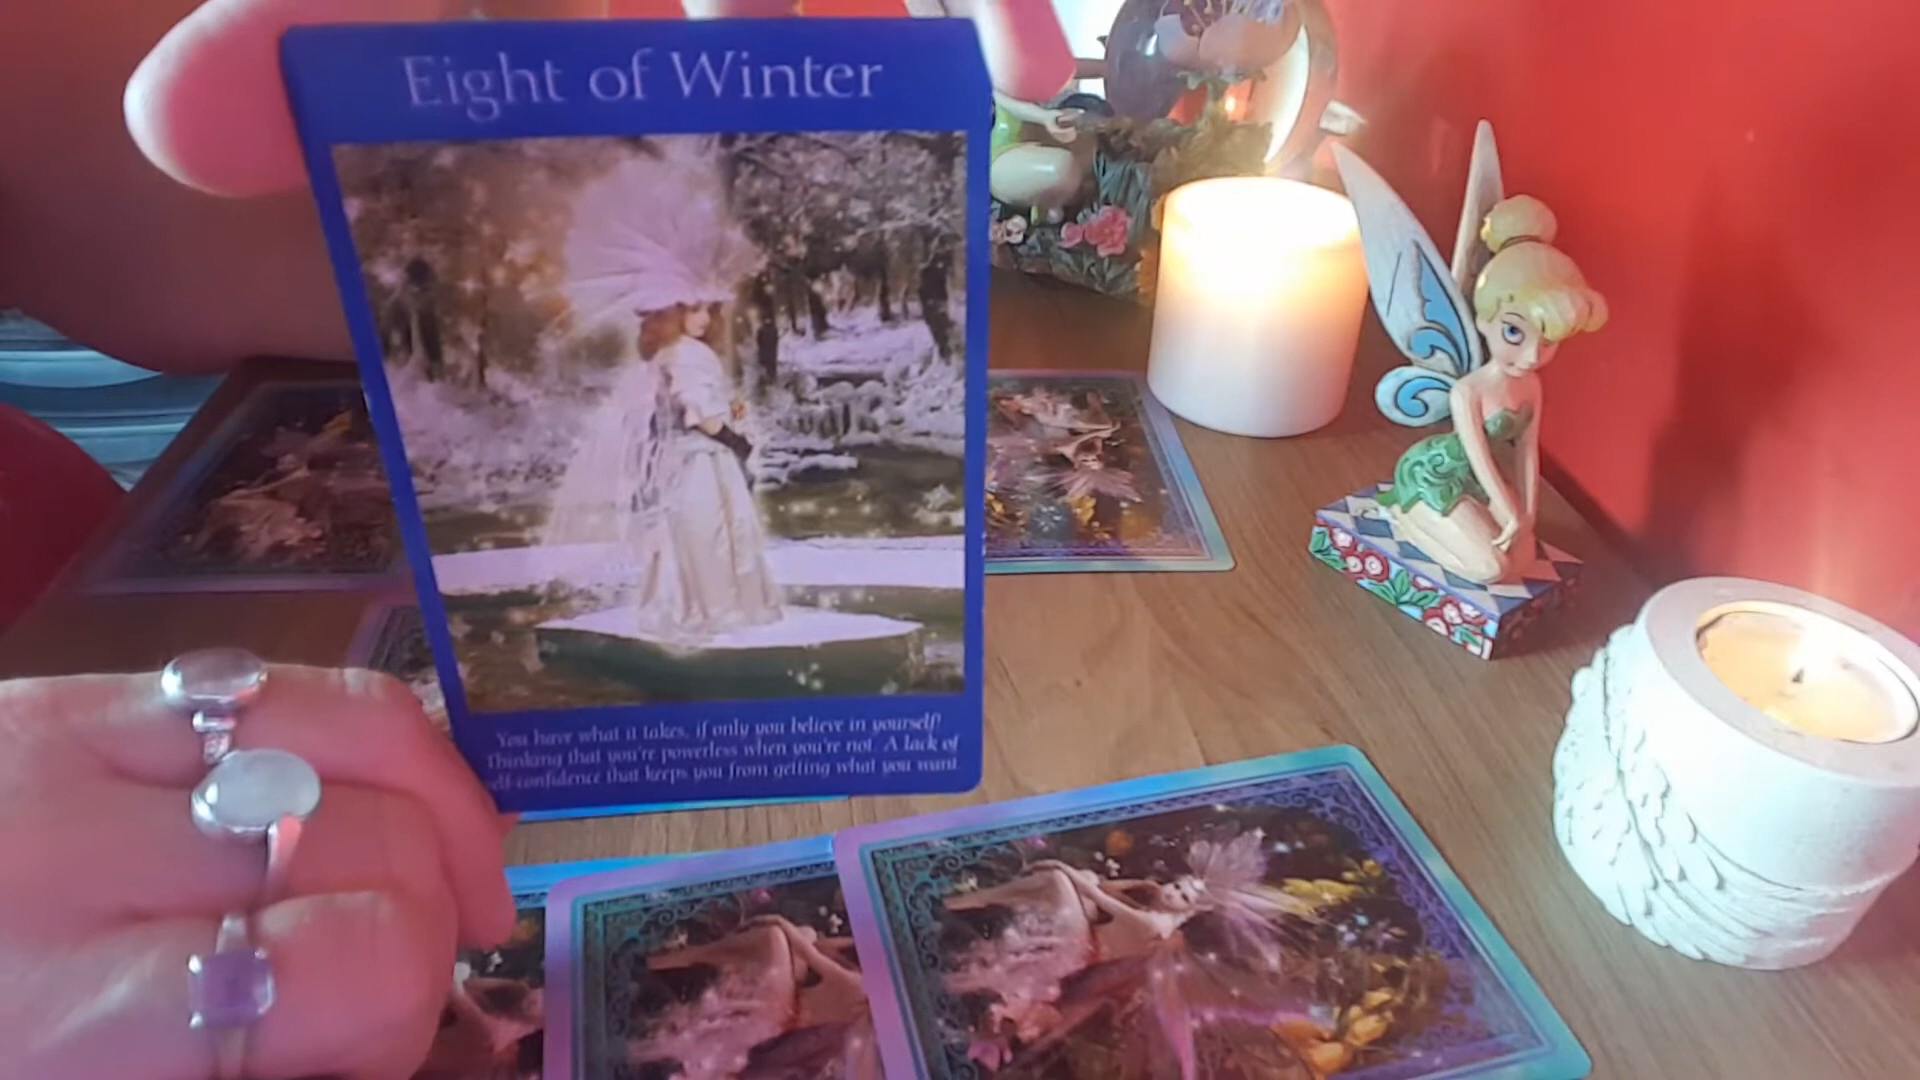 Eight of Winter
You have what it takes, if only you believe in yourself!
Thinking that you're powerless when you're not. A lack of
self-confidence that keeps you from getting what you want.